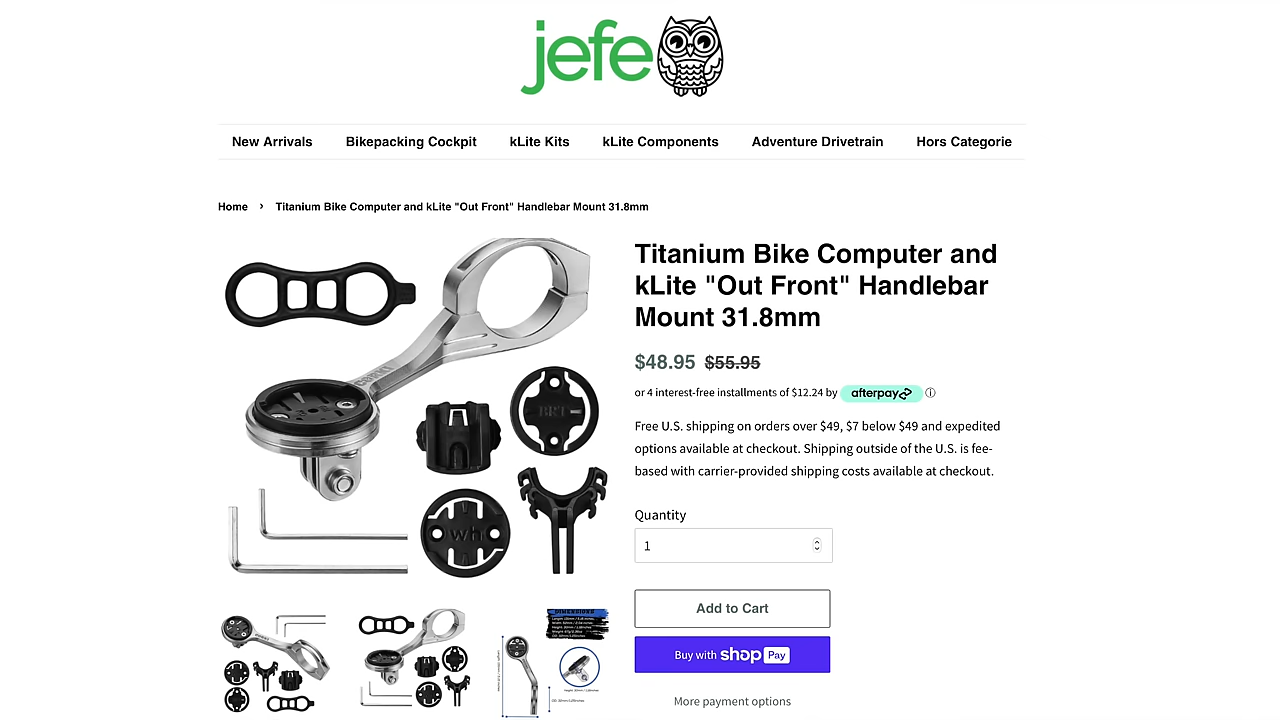 jefe
New Arrivals
Bikepacking Cockpit
kLite Kits
kLite Components
Adventure Drivetrain
Hors Categorie
Home › Titanium Bike Computer and kLite "Out Front" Handlebar Mount 31.8mm
Titanium Bike Computer and
kLite "Out Front" Handlebar
Mount 31.8mm
$48.95 $55.95
or 4 interest-free installments of $12.24 by afterpay
Free U.S. shipping on orders over $49, $7 below $49 and expedited
options available at checkout. Shipping outside of the U.S. is fee-
based with carrier-provided shipping costs available at checkout.
Quantity
1
Add to Cart
Buy with shop Pay
More payment options
BRT
wh
DIMENSIONS